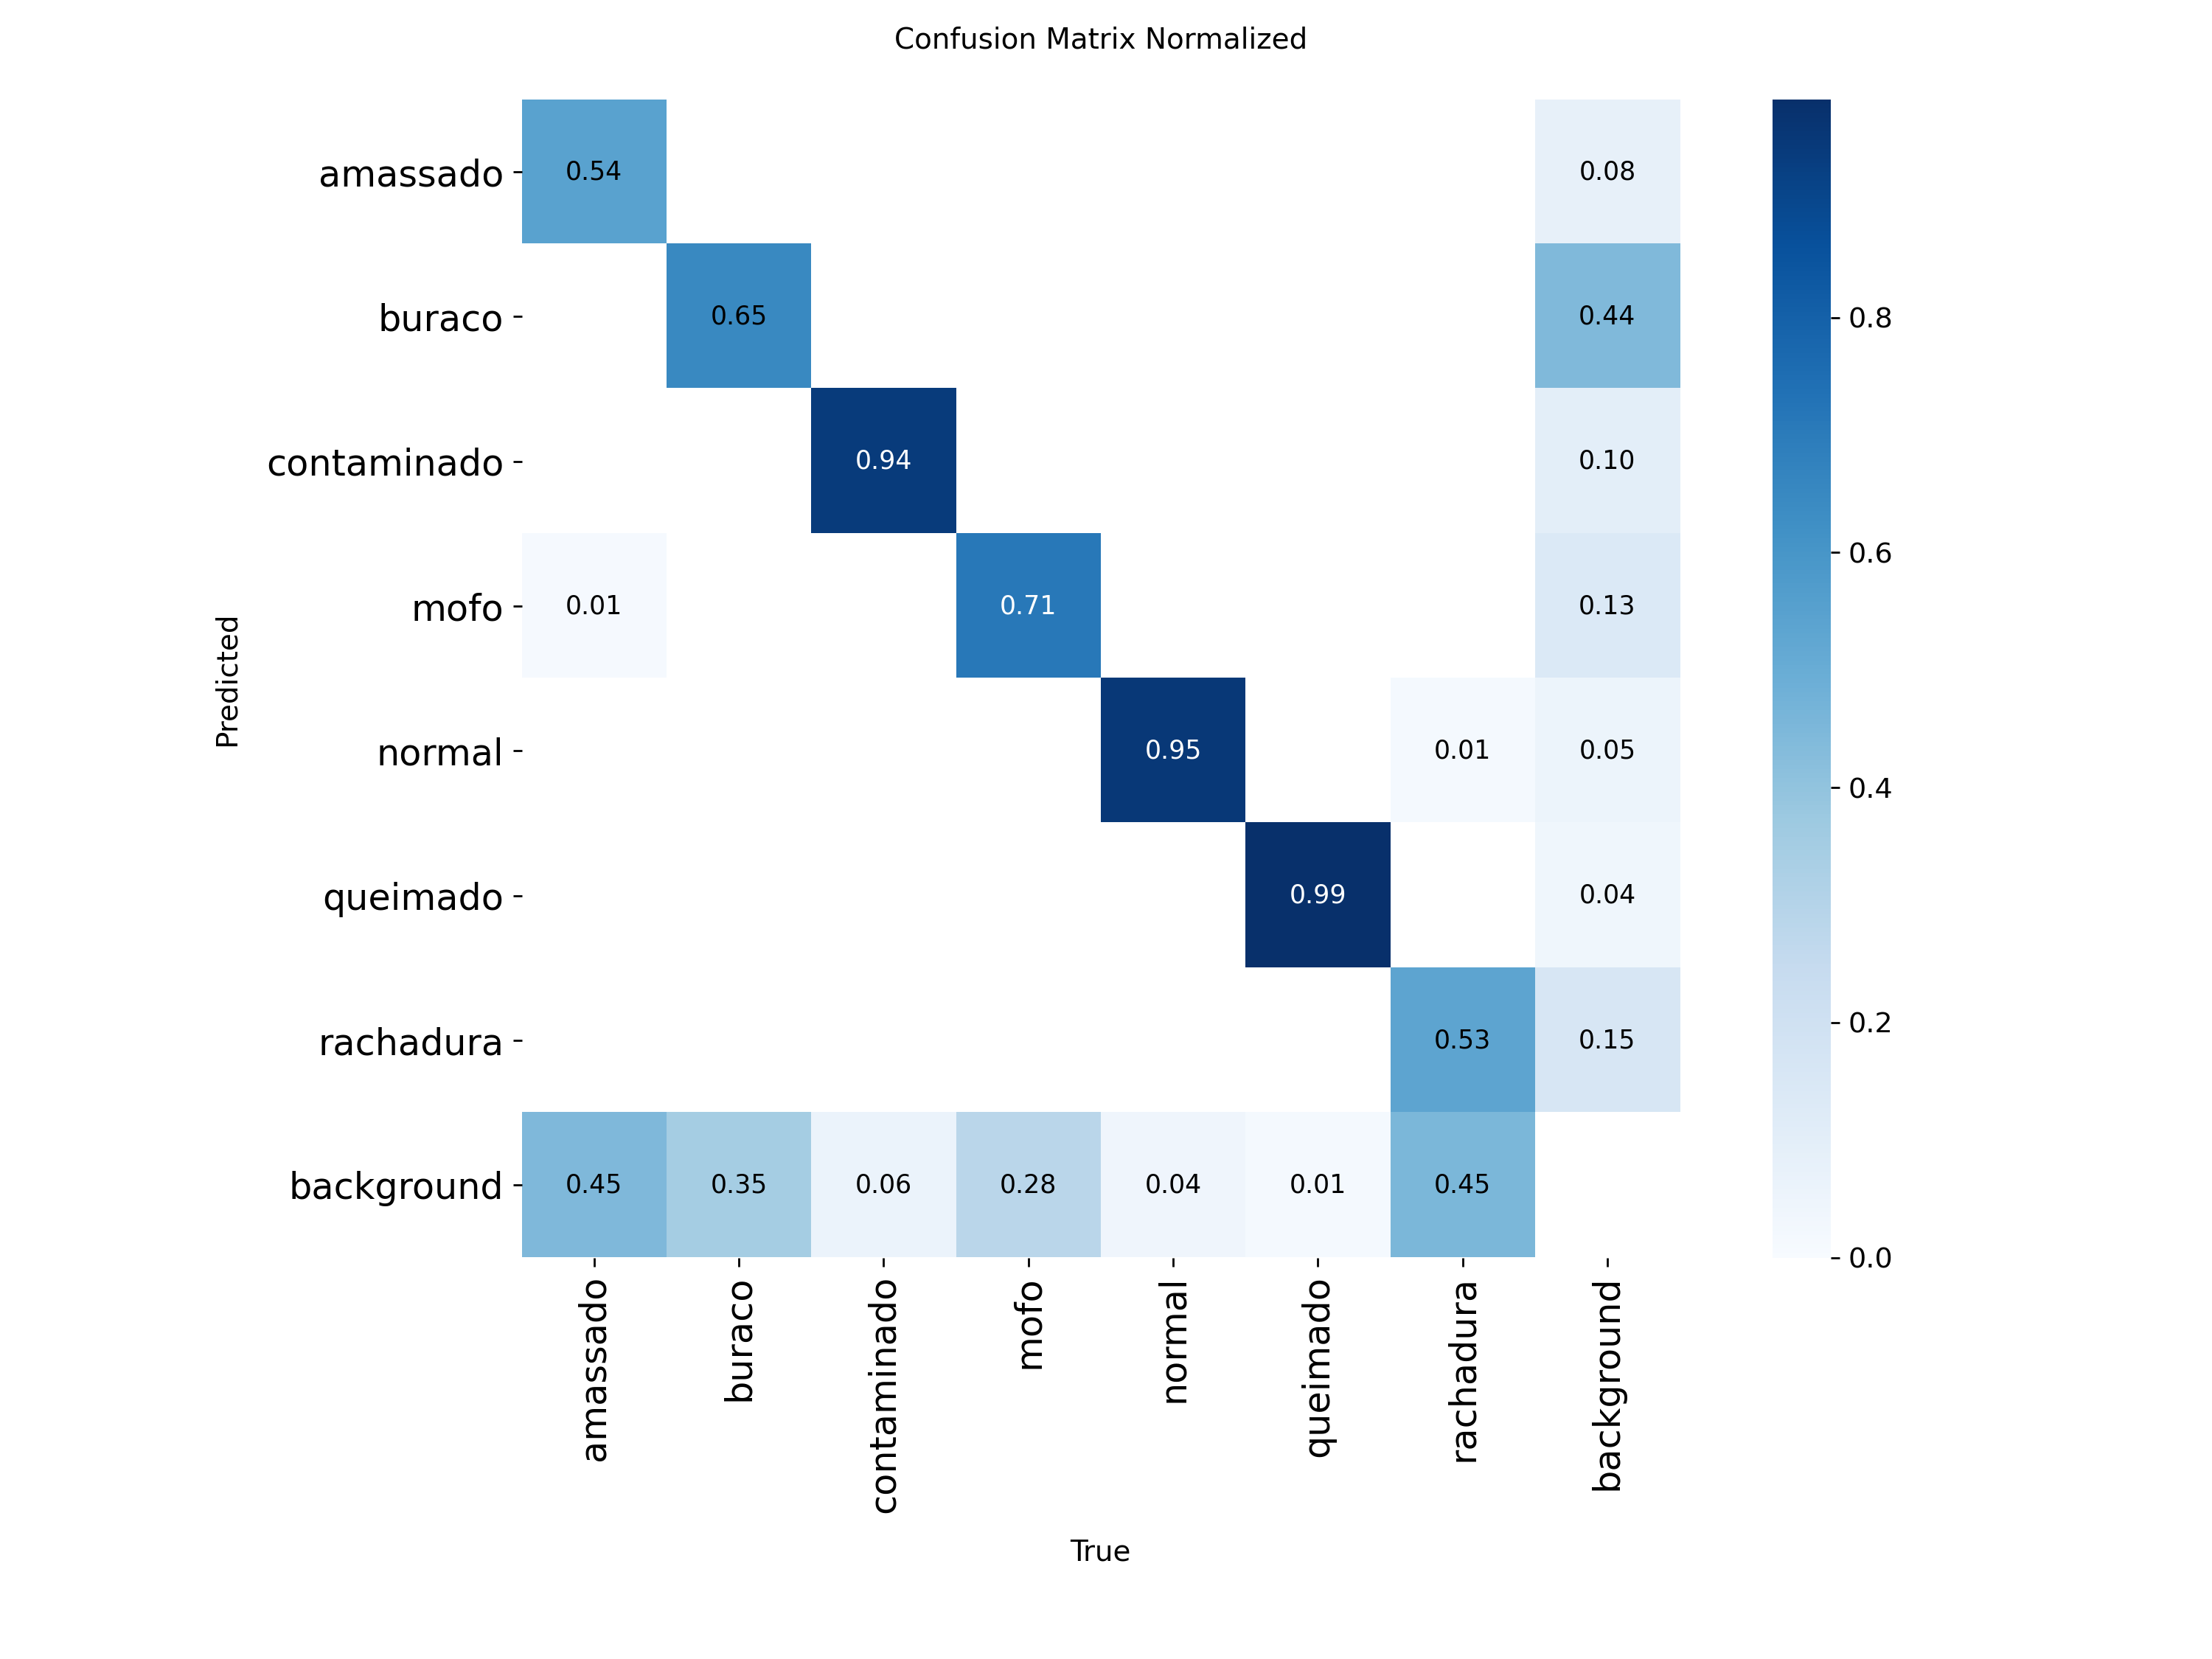 Confusion Matrix Normalized
amassado 0.54 0.08
buraco 0.65 0.44 0.8
contaminado 0.94 0.10
mofo 0.01 0.71 0.13 0.6
Predicted
normal 0.95 0.01 0.05 0.4
queimado 0.99 0.04
rachadura 0.53 0.15 0.2
background 0.45 0.35 0.06 0.28 0.04 0.01 0.45
0.0
amassado buraco contaminado mofo normal queimado rachadura background
True